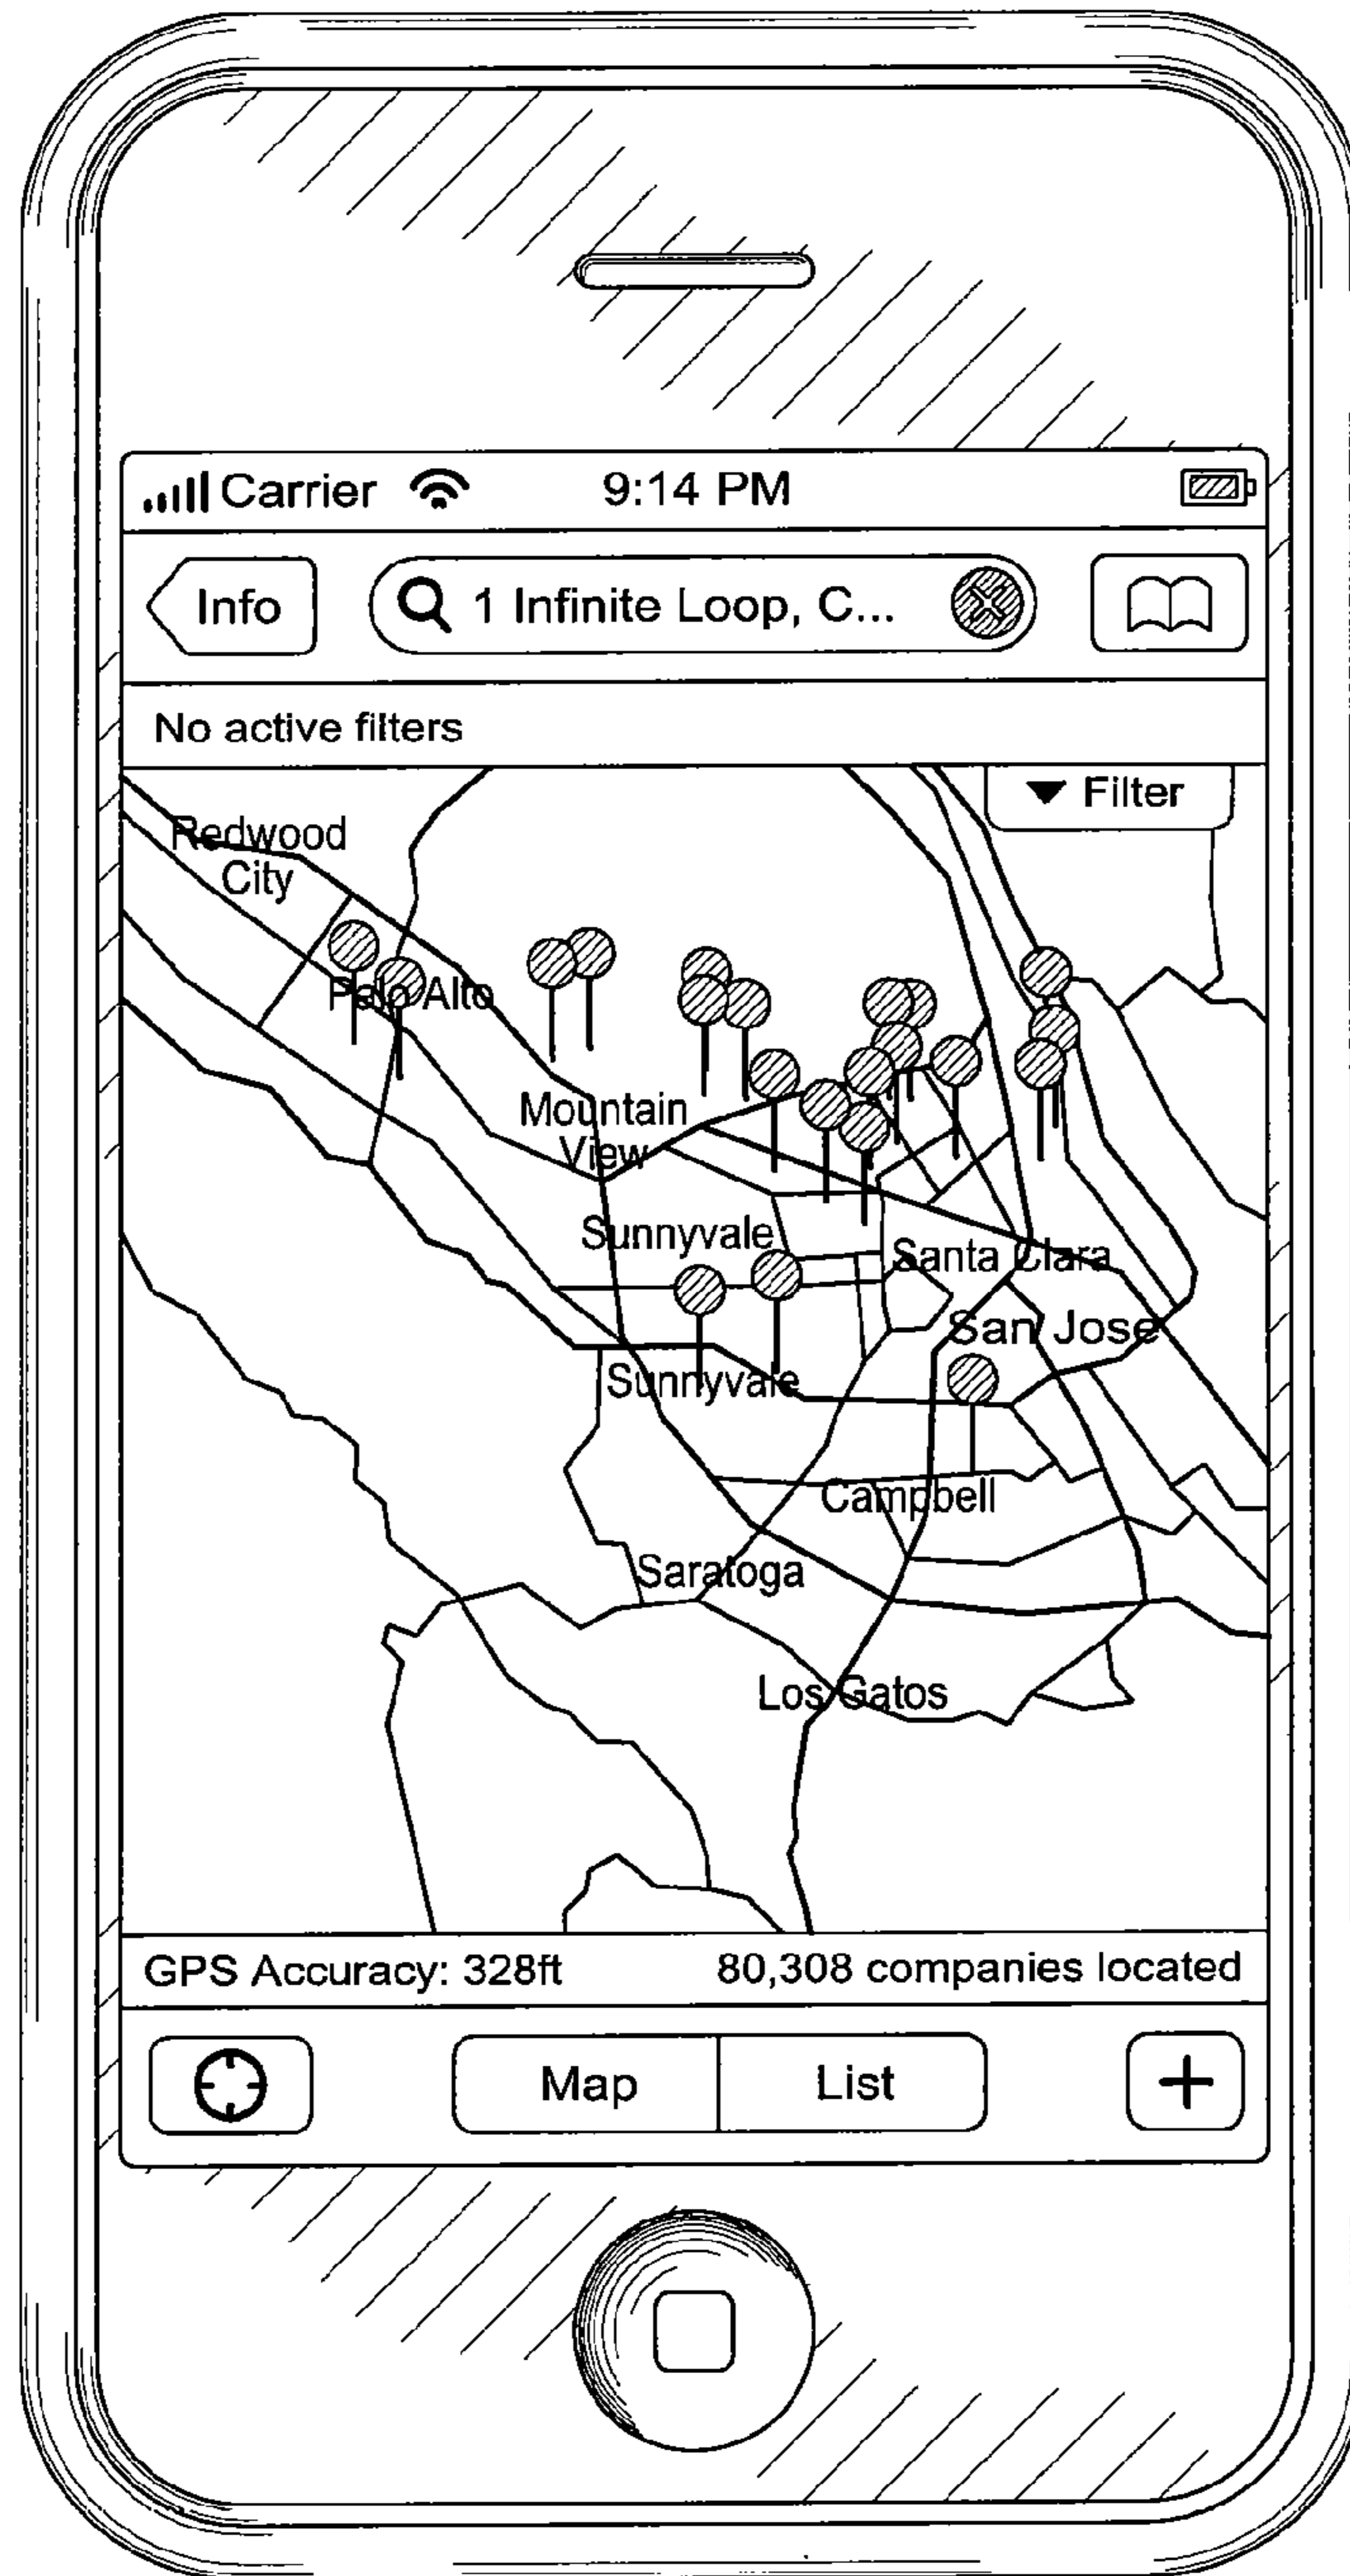 Carrier 9:14 PM
Info 1 Infinite Loop, C...
No active filters
Filter
Redwood
City
Palo Alto
Mountain
View
Sunnyvale
Santa Clara
San Jose
Sunnyvale
Campbell
Saratoga
Los Gatos
GPS Accuracy: 328ft 80,308 companies located
Map List